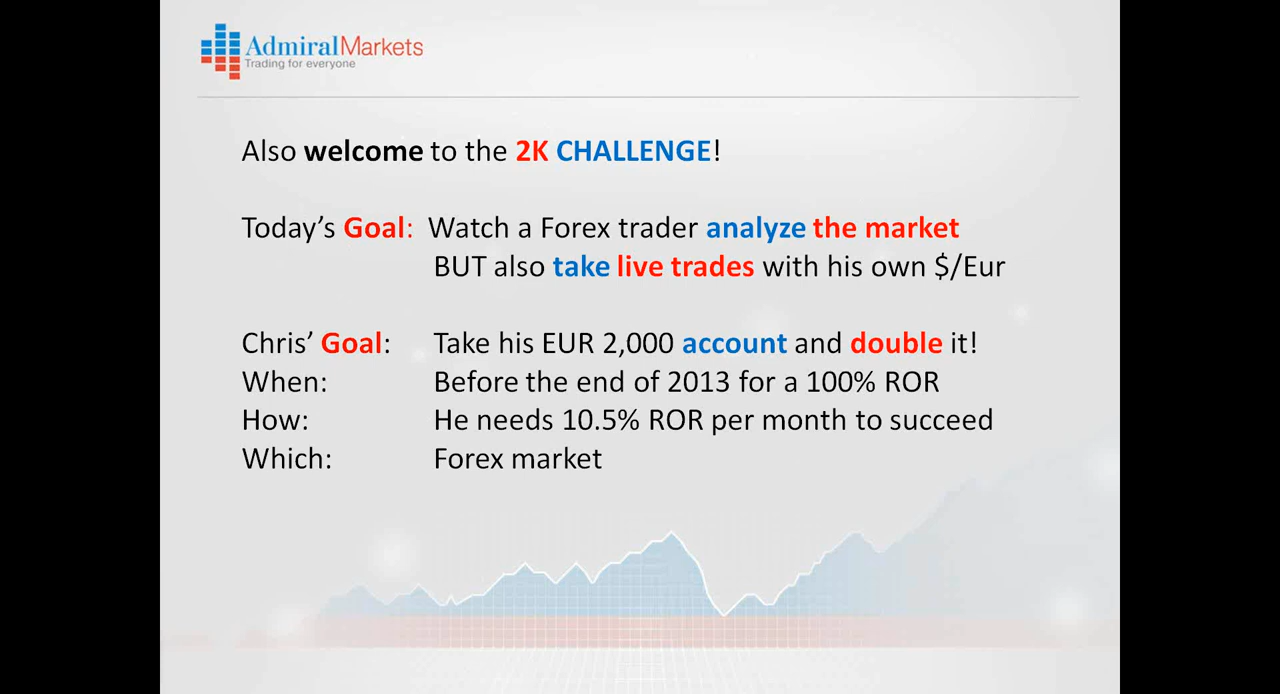 AdmiralMarkets
Trading for everyone
Also welcome to the 2K CHALLENGE!
Today’s Goal: Watch a Forex trader analyze the market
BUT also take live trades with his own $/Eur
Chris’ Goal: Take his EUR 2,000 account and double it!
When: Before the end of 2013 for a 100% ROR
How: He needs 10.5% ROR per month to succeed
Which: Forex market